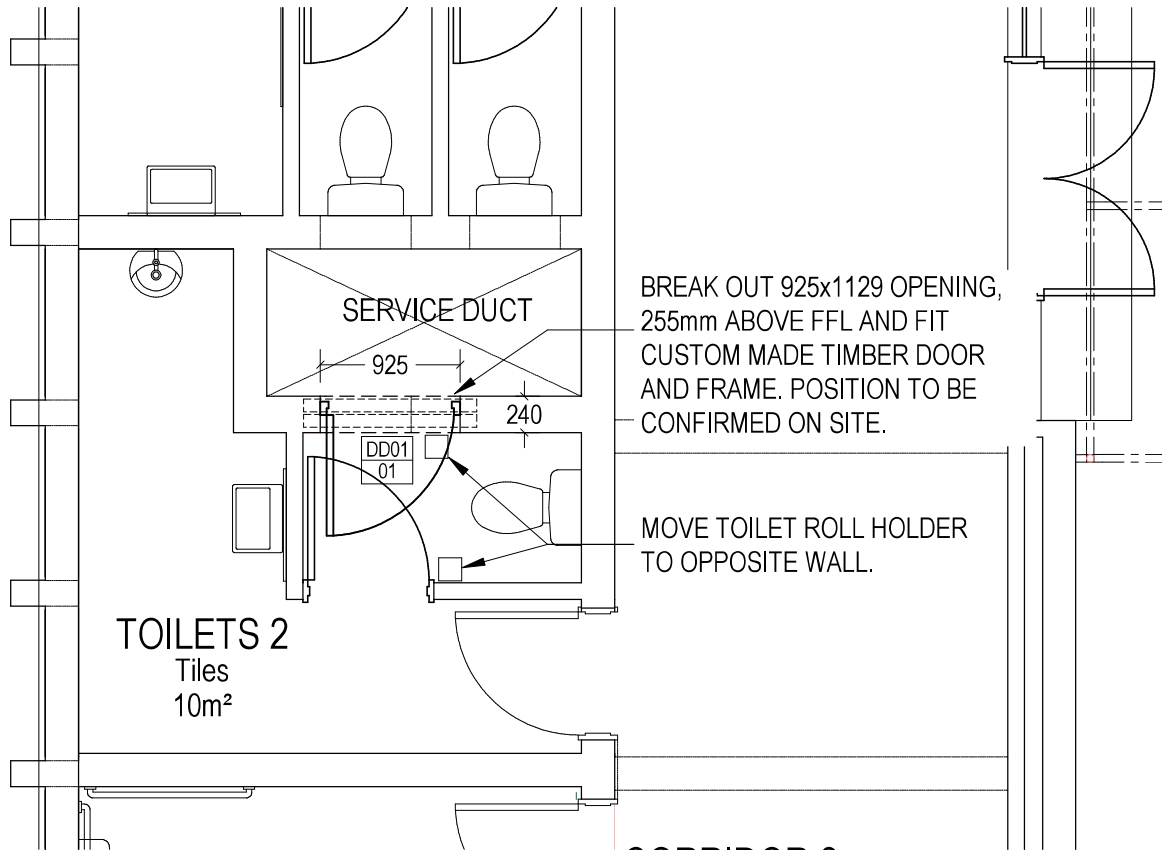 SERVICE DUCT
BREAK OUT 925x1129 OPENING,
255mm ABOVE FFL AND FIT
CUSTOM MADE TIMBER DOOR
AND FRAME. POSITION TO BE
CONFIRMED ON SITE.
925
240
DD01
01
MOVE TOILET ROLL HOLDER
TO OPPOSITE WALL.
TOILETS 2
Tiles
10m²